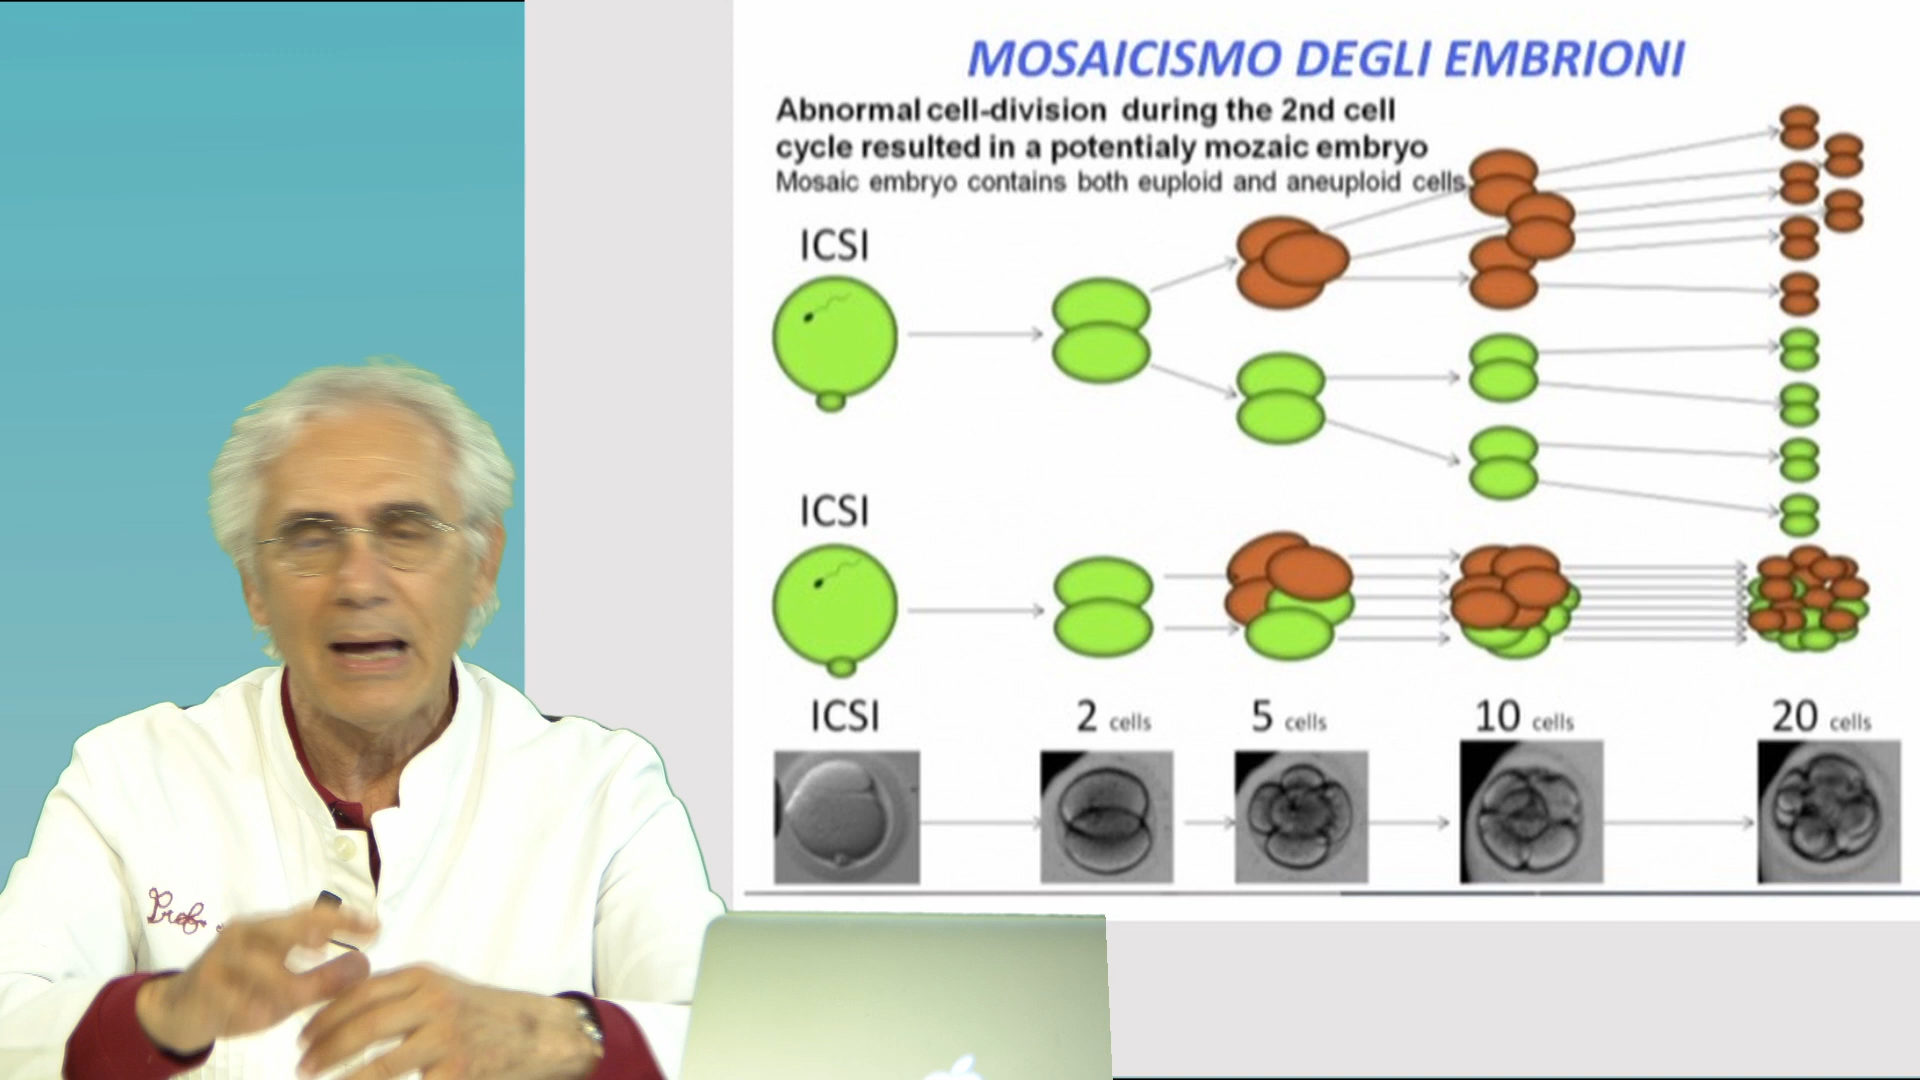 MOSAICISMO DEGLI EMBRIONI
Abnormal cell-division during the 2nd cell
cycle resulted in a potentialy mozaic embryo
Mosaic embryo contains both euploid and aneuploid cells
ICSI
ICSI
ICSI
2 cells
5 cells
10 cells
20 cells
Prof.